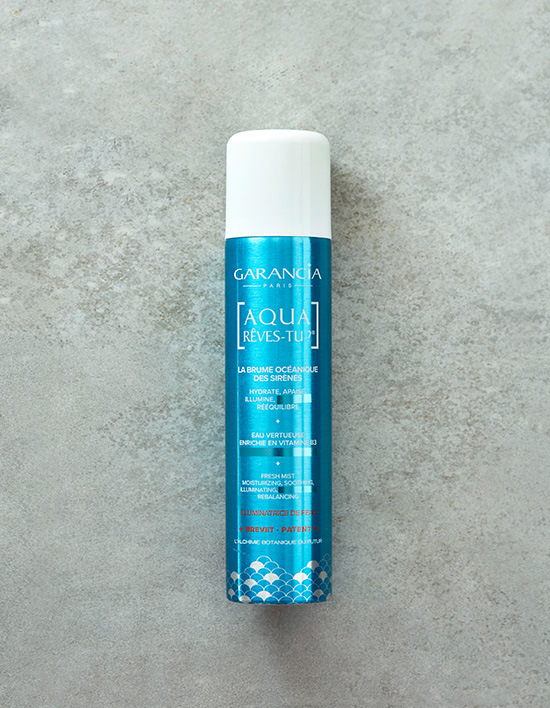 GARANCIA
PARIS
[AQUA
RÊVES-TU?®]
LA BRUME OCÉANIQUE
DES SIRÈNES
HYDRATE, APAISE,
ILLUMINE,
RÉÉQUILIBRE
+
EAU VERTUEUSE
ENRICHIE EN VITAMINE B3
+
FRESH MIST
MOISTURIZING, SOOTHING,
ILLUMINATING,
REBALANCING
DE
• BREVET - PATENT •
L'ALCHIMIE BOTANIQUE DU FUTUR